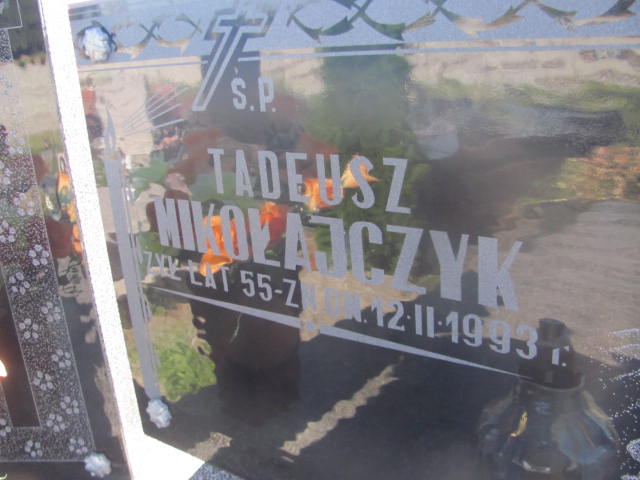 Ś.P.
TADEUSZ
MIKOŁAJCZYK
ŻYŁ LAT 55-ZM. DN. 12·II·1993 r.